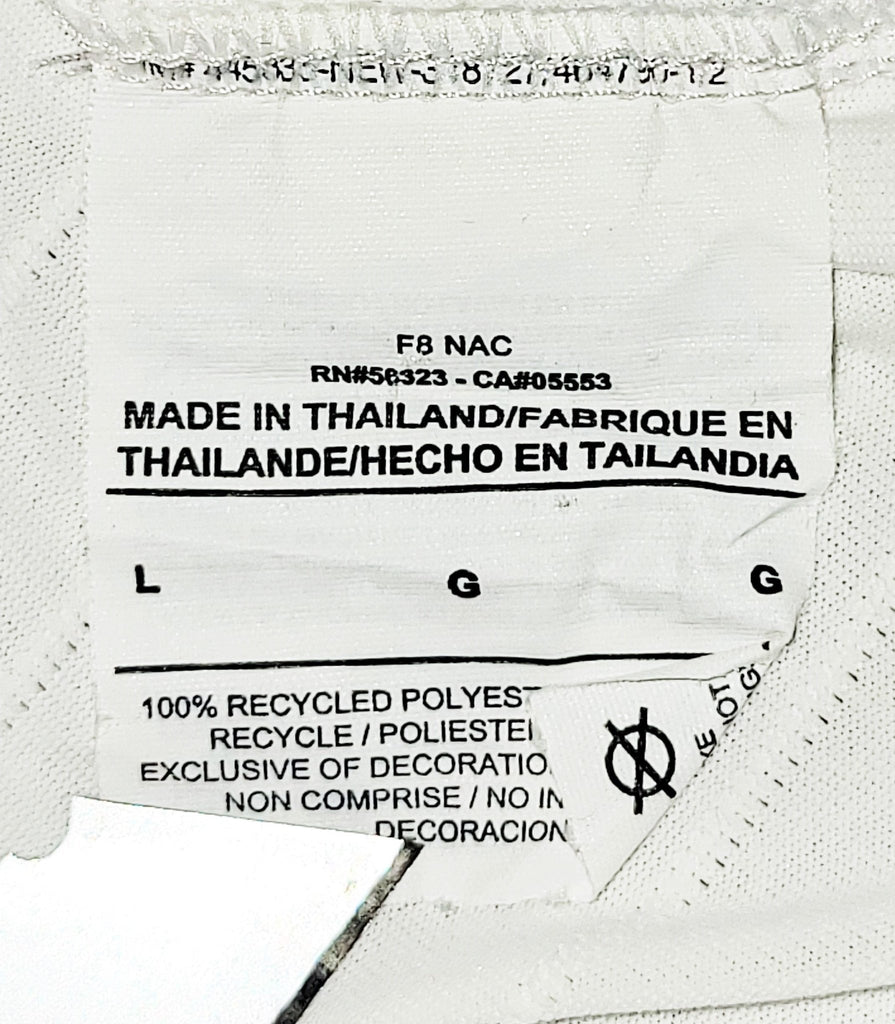 F8 NAC
RN#56323 - CA#05553
MADE IN THAILAND/FABRIQUE EN
THAILANDE/HECHO EN TAILANDIA
L G G
100% RECYCLED POLYEST
RECYCLE / POLIESTE
EXCLUSIVE OF DECORATIO
NON COMPRISE / NO IN
DECORACION